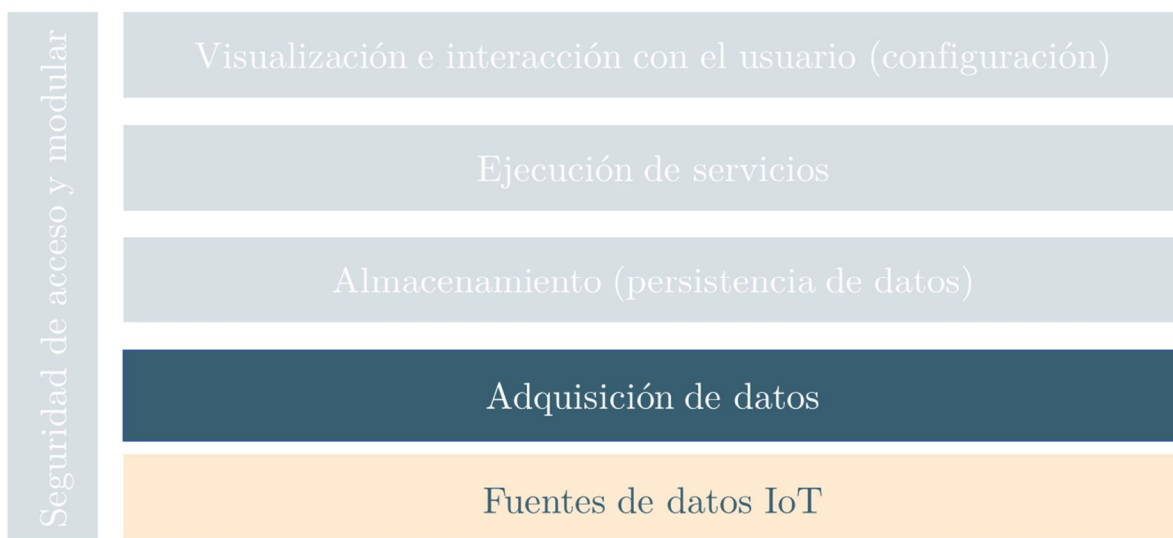 Seguridad de acceso y modular
Visualización e interacción con el usuario (configuración)
Ejecución de servicios
Almacenamiento (persistencia de datos)
Adquisición de datos
Fuentes de datos IoT